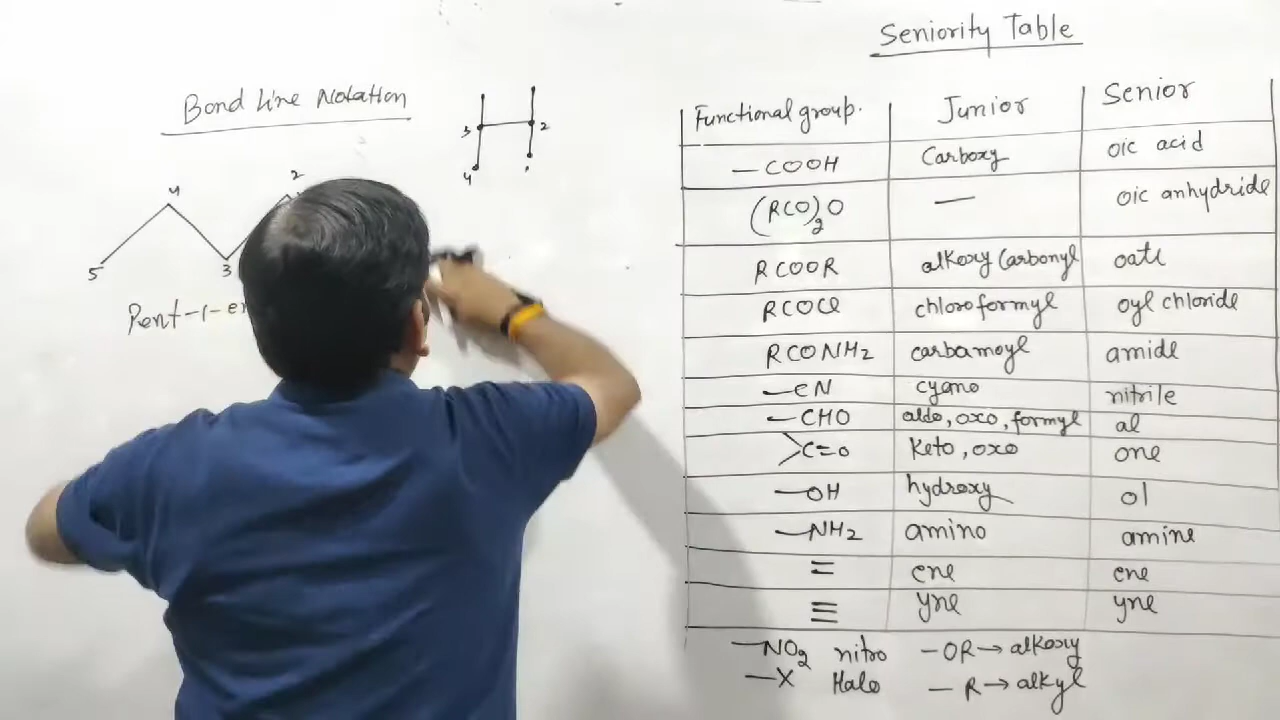 Seniority Table
Bond Line Notation
3 2
4
4 2
5 3
Pent-1-e
Functional group. Junior Senior
—COOH Carboxy oic acid
(RCO)₂O — oic anhydride
RCOOR alkoxy Carbonyl oate
RCOCl chloroformyl oyl chloride
RCONH₂ carbamoyl amide
—CN cyano nitrile
—CHO aldo, oxo, formyl al
>C=O Keto, oxo one
—OH hydroxy ol
—NH₂ amino amine
= ene ene
≡ yne yne
—NO₂ nitro —OR→alkoxy
—X Halo —R→alkyl